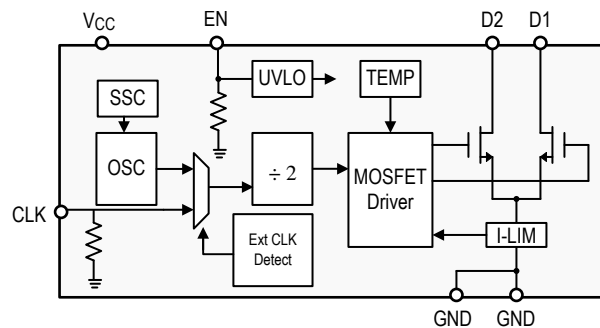 VCC
EN
D2
D1
SSC
UVLO
TEMP
OSC
÷ 2
MOSFET
Driver
CLK
Ext CLK
Detect
I-LIM
GND
GND